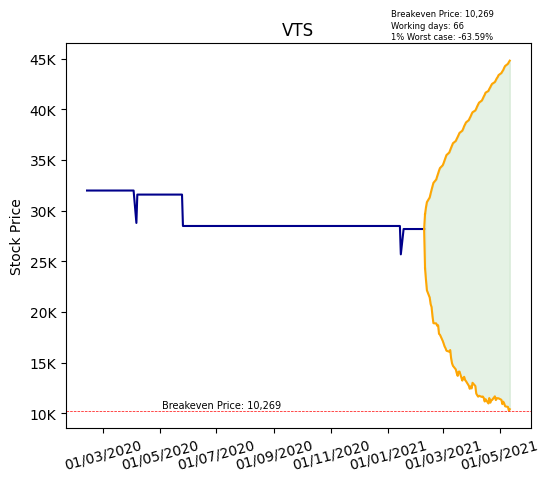 Breakeven Price: 10,269
Working days: 66
1% Worst case: -63.59%
VTS
Stock Price
45K
40K
35K
30K
25K
20K
15K
10K
Breakeven Price: 10,269
01/03/2020
01/05/2020
01/07/2020
01/09/2020
01/11/2020
01/01/2021
01/03/2021
01/05/2021